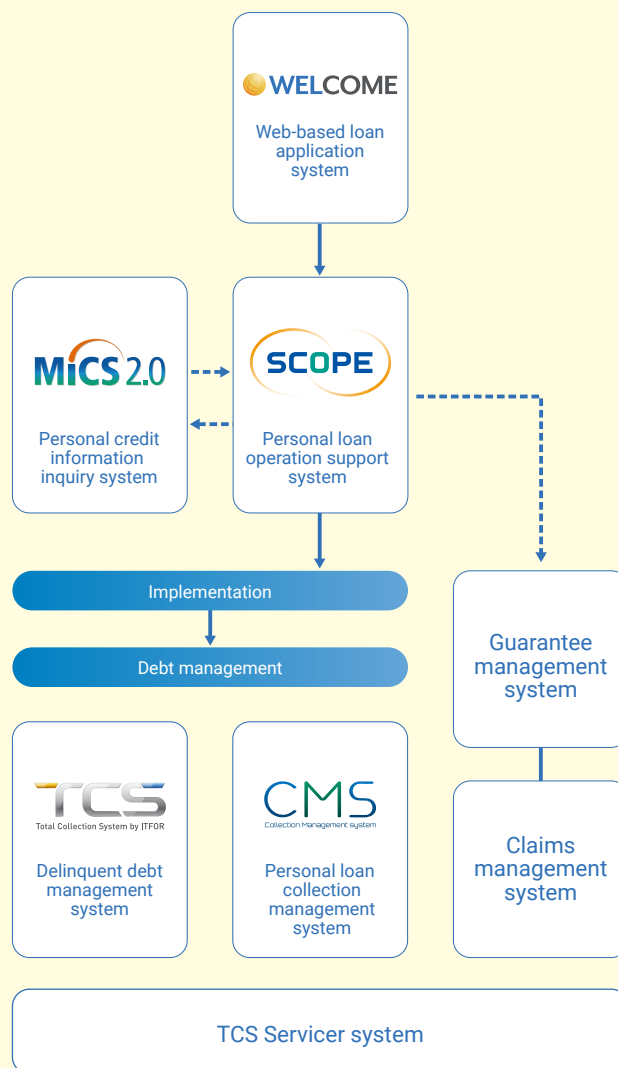 WELCOME
Web-based loan
application
system
MiCS 2.0
Personal credit
information
inquiry system
SCOPE
Personal loan
operation support
system
Implementation
Debt management
Guarantee
management
system
TCS
Total Collection System by ITFOR
Delinquent debt
management
system
CMS
Collection Management system
Personal loan
collection
management
system
Claims
management
system
TCS Servicer system